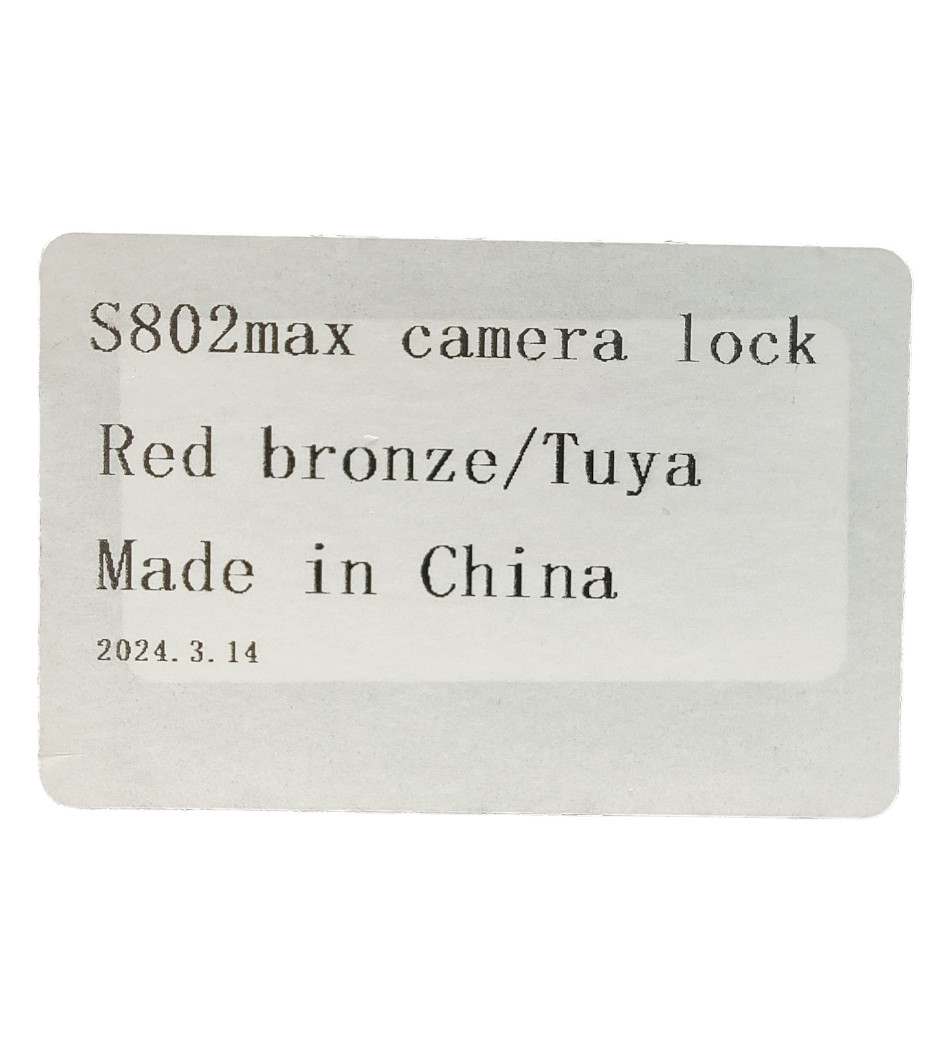 S802max camera lock
Red bronze/Tuya
Made in China
2024.3.14